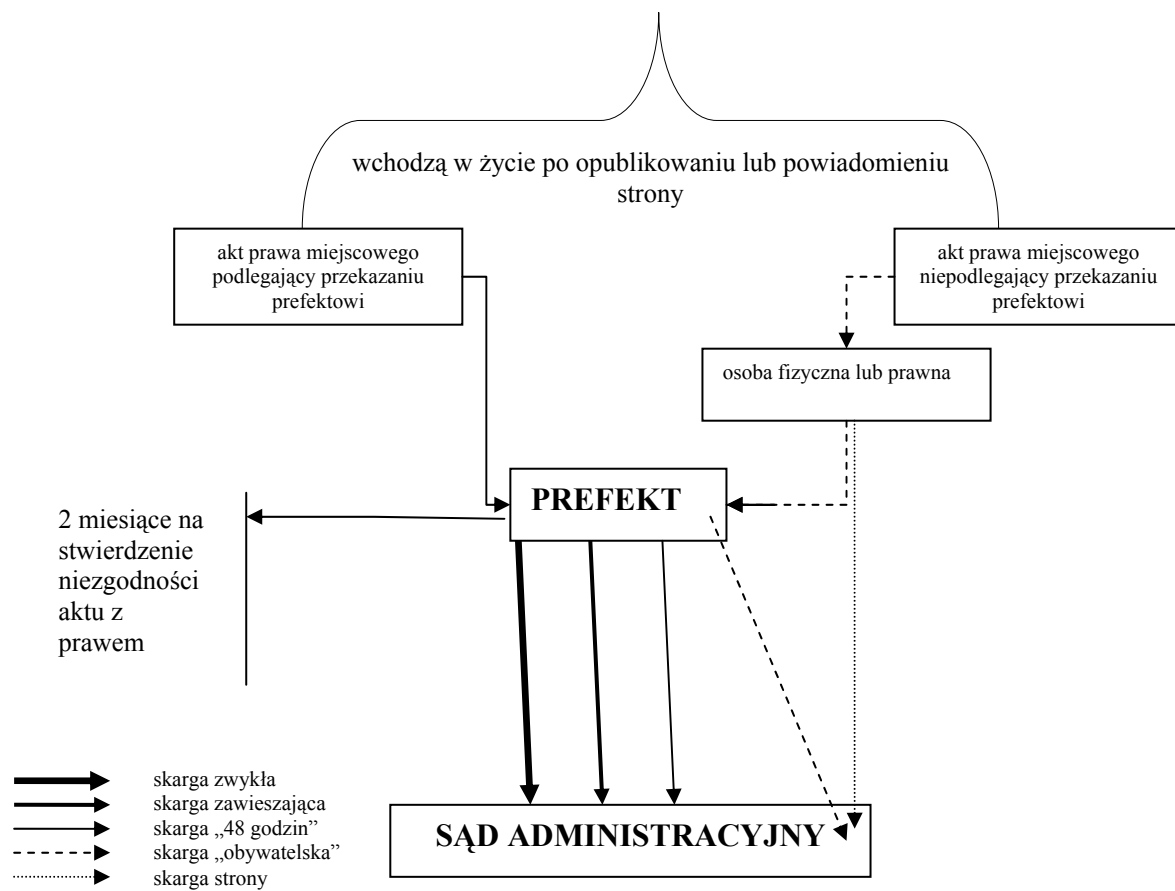 wchodzą w życie po opublikowaniu lub powiadomieniu
strony
akt prawa miejscowego
podlegający przekazaniu
prefektowi
akt prawa miejscowego
niepodlegający przekazaniu
prefektowi
osoba fizyczna lub prawna
PREFEKT
2 miesiące na
stwierdzenie
niezgodności
aktu z
prawem
skarga zwykła
skarga zawieszająca
skarga „48 godzin”
skarga „obywatelska”
skarga strony
SĄD ADMINISTRACYJNY